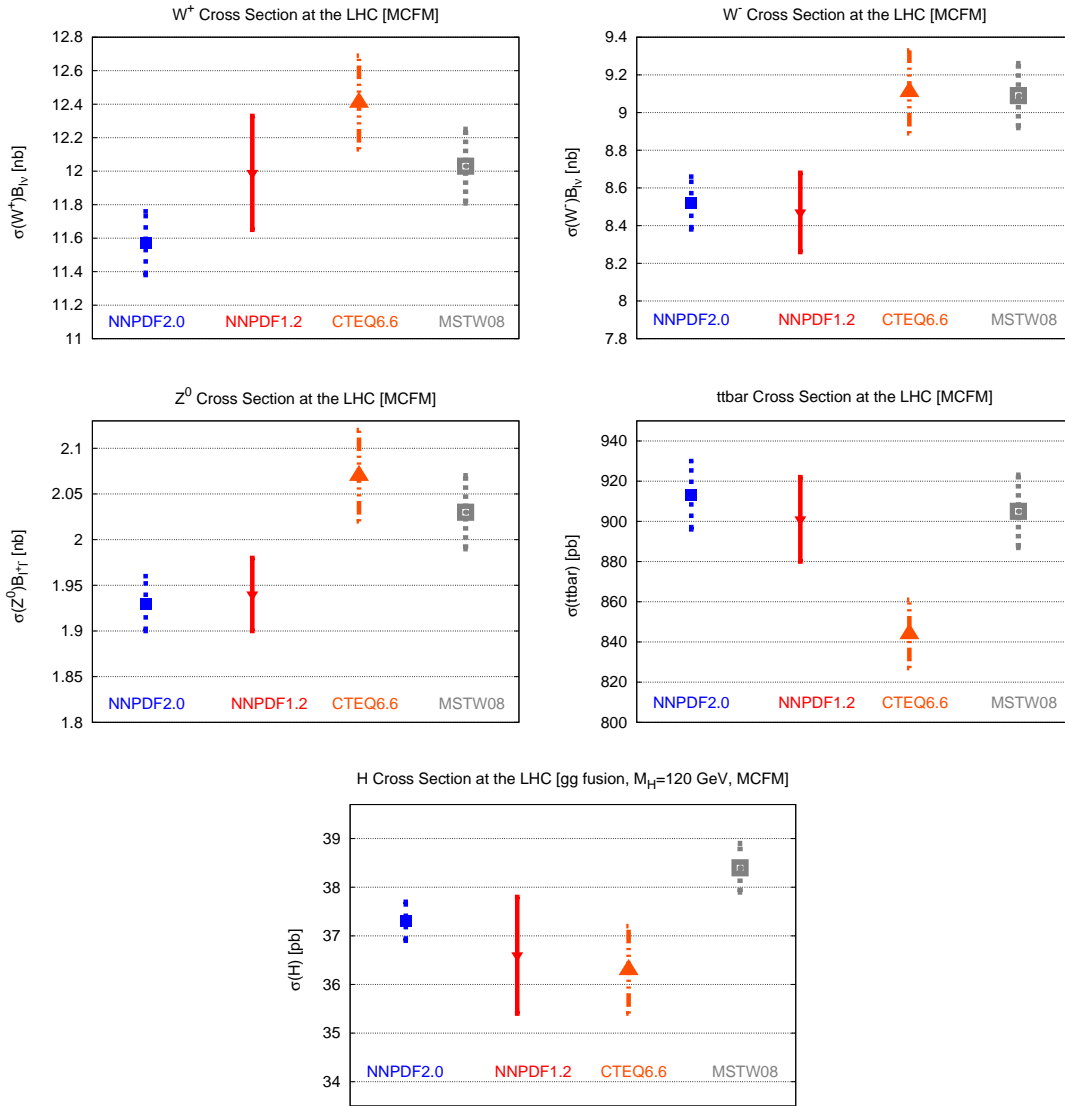 W+ Cross Section at the LHC [MCFM]
12.8
12.6
12.4
12.2
12
11.8
11.6
11.4
11.2
11
σ(W+)Blν [nb]
NNPDF2.0 NNPDF1.2 CTEQ6.6 MSTW08
W- Cross Section at the LHC [MCFM]
9.4
9.2
9
8.8
8.6
8.4
8.2
8
7.8
σ(W-)Blν [nb]
NNPDF2.0 NNPDF1.2 CTEQ6.6 MSTW08
Z0 Cross Section at the LHC [MCFM]
2.1
2.05
2
1.95
1.9
1.85
1.8
σ(Z0)Bl+l- [nb]
NNPDF2.0 NNPDF1.2 CTEQ6.6 MSTW08
ttbar Cross Section at the LHC [MCFM]
940
920
900
880
860
840
820
800
σ(ttbar) [pb]
NNPDF2.0 NNPDF1.2 CTEQ6.6 MSTW08
H Cross Section at the LHC [gg fusion, MH=120 GeV, MCFM]
39
38
37
36
35
34
σ(H) [pb]
NNPDF2.0 NNPDF1.2 CTEQ6.6 MSTW08